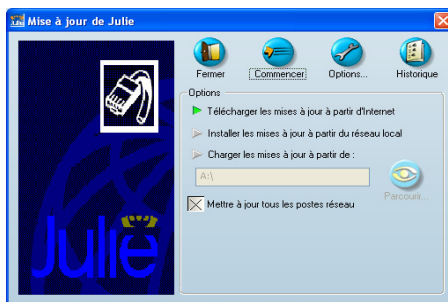 Mise à jour de Julie
Fermer
Commencer
Options...
Historique
Options
Télécharger les mises à jour à partir d'Internet
Installer les mises à jour à partir du réseau local
Charger les mises à jour à partir de :
A:\
Parcourir...
Mettre à jour tous les postes réseau
Julie